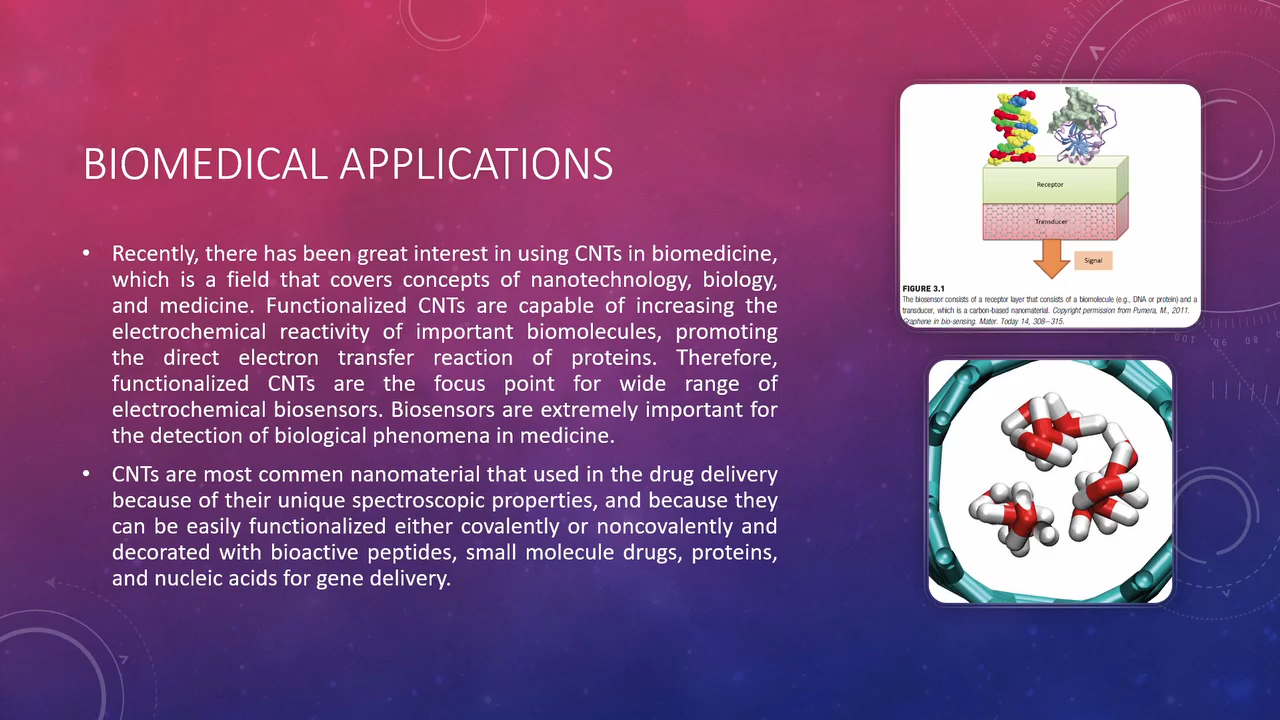 BIOMEDICAL APPLICATIONS
• Recently, there has been great interest in using CNTs in biomedicine,
which is a field that covers concepts of nanotechnology, biology,
and medicine. Functionalized CNTs are capable of increasing the
electrochemical reactivity of important biomolecules, promoting
the direct electron transfer reaction of proteins. Therefore,
functionalized CNTs are the focus point for wide range of
electrochemical biosensors. Biosensors are extremely important for
the detection of biological phenomena in medicine.
• CNTs are most commen nanomaterial that used in the drug delivery
because of their unique spectroscopic properties, and because they
can be easily functionalized either covalently or noncovalently and
decorated with bioactive peptides, small molecule drugs, proteins,
and nucleic acids for gene delivery.
Receptor
Transducer
Signal
FIGURE 3.1
The biosensor consists of a receptor layer that consists of a biomolecule (e.g., DNA or protein) and a
transducer, which is a carbon-based nanomaterial. Copyright permission from Pumera, M., 2011.
Graphene in bio-sensing. Mater. Today 14, 308–315.
190 200
100 90 80